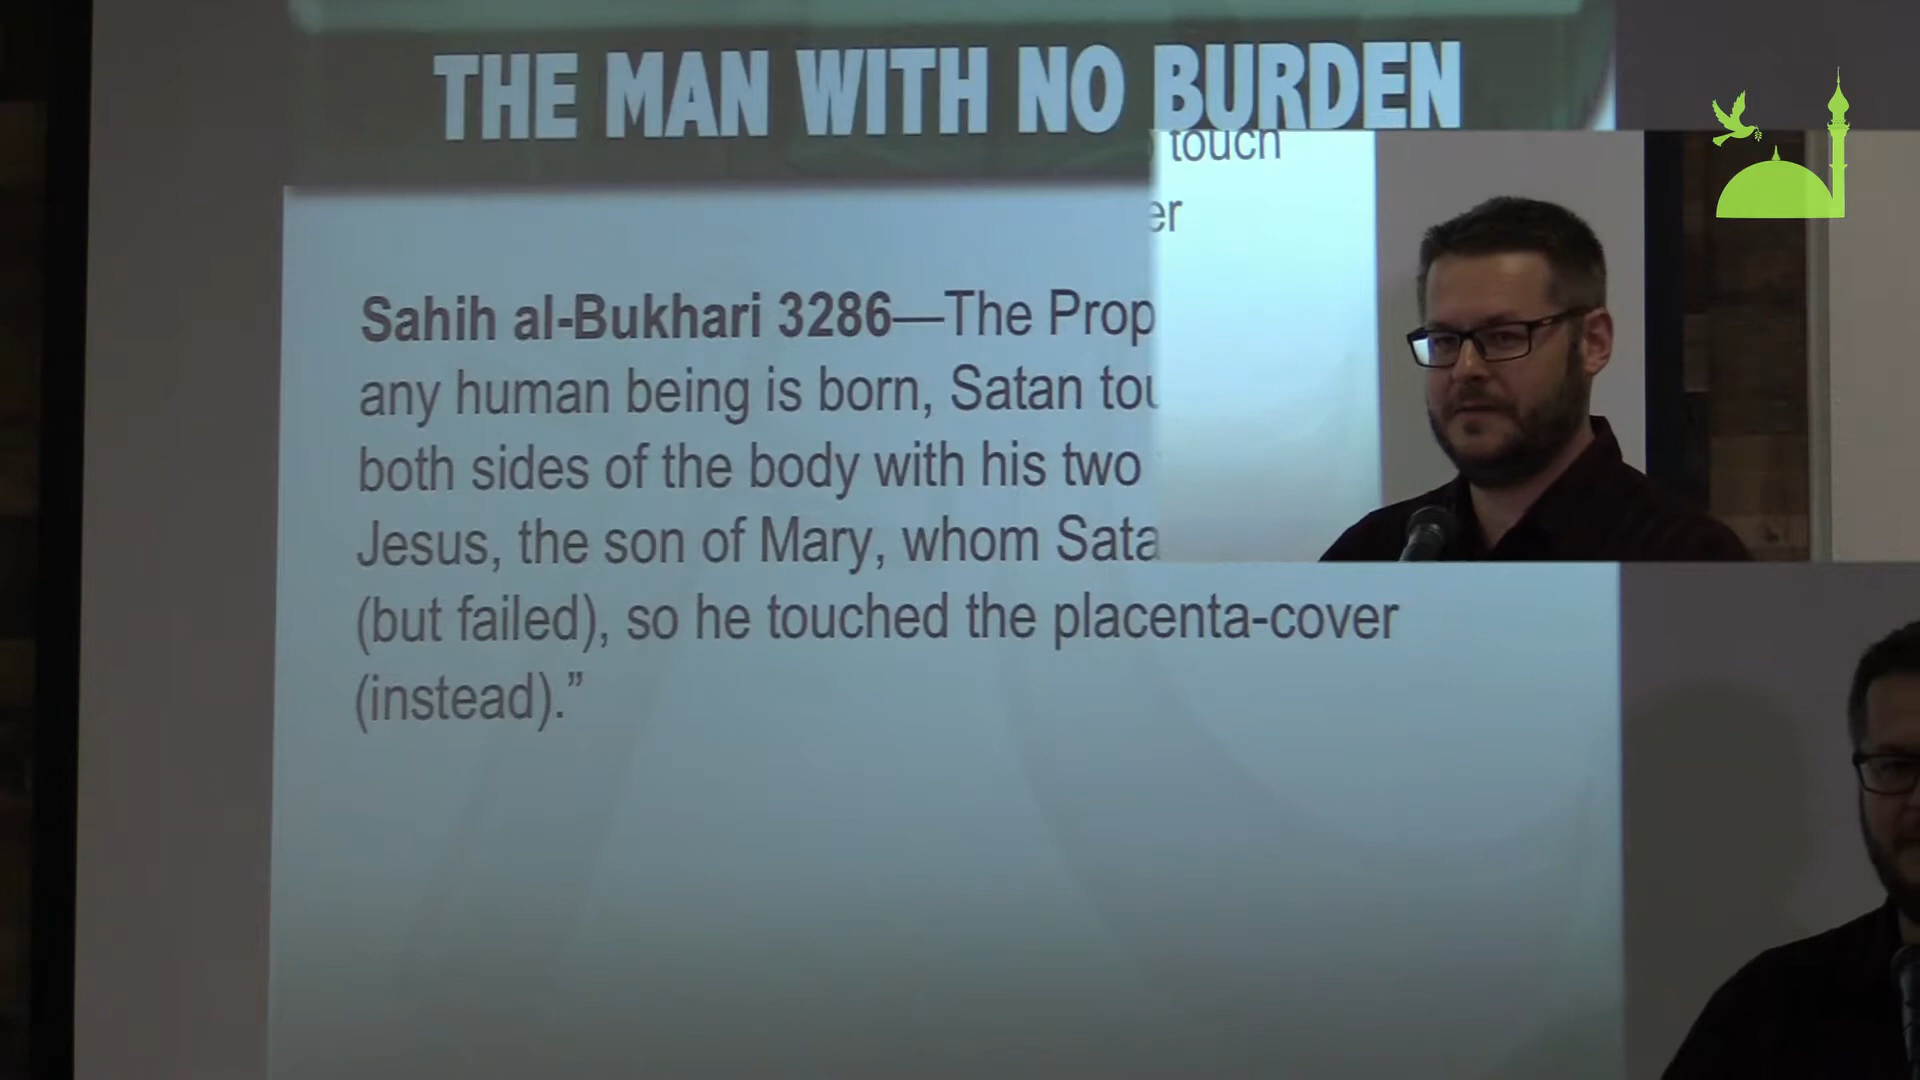 THE MAN WITH NO BURDEN
touch
er
Sahih al-Bukhari 3286—The Prop
any human being is born, Satan tou
both sides of the body with his two
Jesus, the son of Mary, whom Sata
(but failed), so he touched the placenta-cover
(instead).”